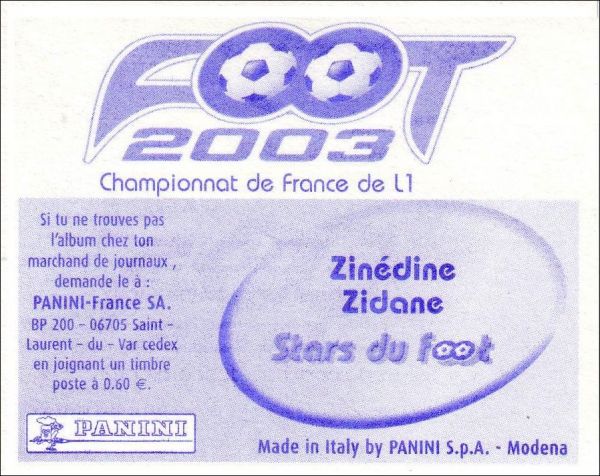 FOOT
2003
Championnat de France de L1
Si tu ne trouves pas
l'album chez ton
marchand de journaux ,
demande le à :
PANINI-France SA.
BP 200 - 06705 Saint -
Laurent - du - Var cedex
en joignant un timbre
poste à 0.60 €.
PANINI
Zinédine
Zidane
Stars du foot
Made in Italy by PANINI S.p.A. - Modena